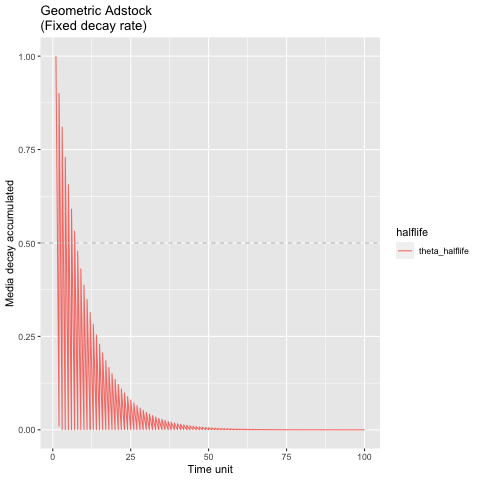 Geometric Adstock
(Fixed decay rate)
Media decay accumulated
1.00
0.75
0.50
0.25
0.00
0
25
50
75
100
Time unit
halflife
theta_halflife